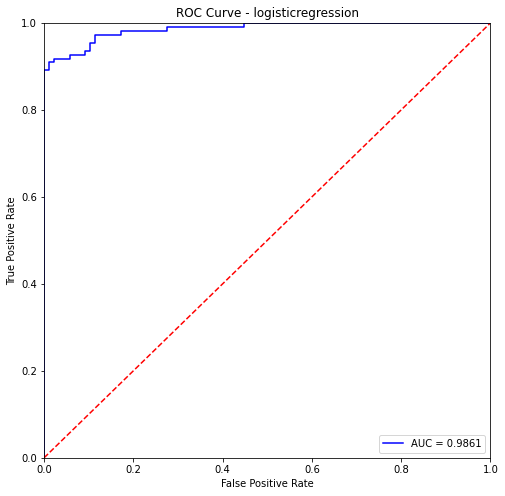 ROC Curve - logisticregression
1.0
0.8
0.6
0.4
0.2
0.0
True Positive Rate
AUC = 0.9861
0.0 0.2 0.4 0.6 0.8 1.0
False Positive Rate